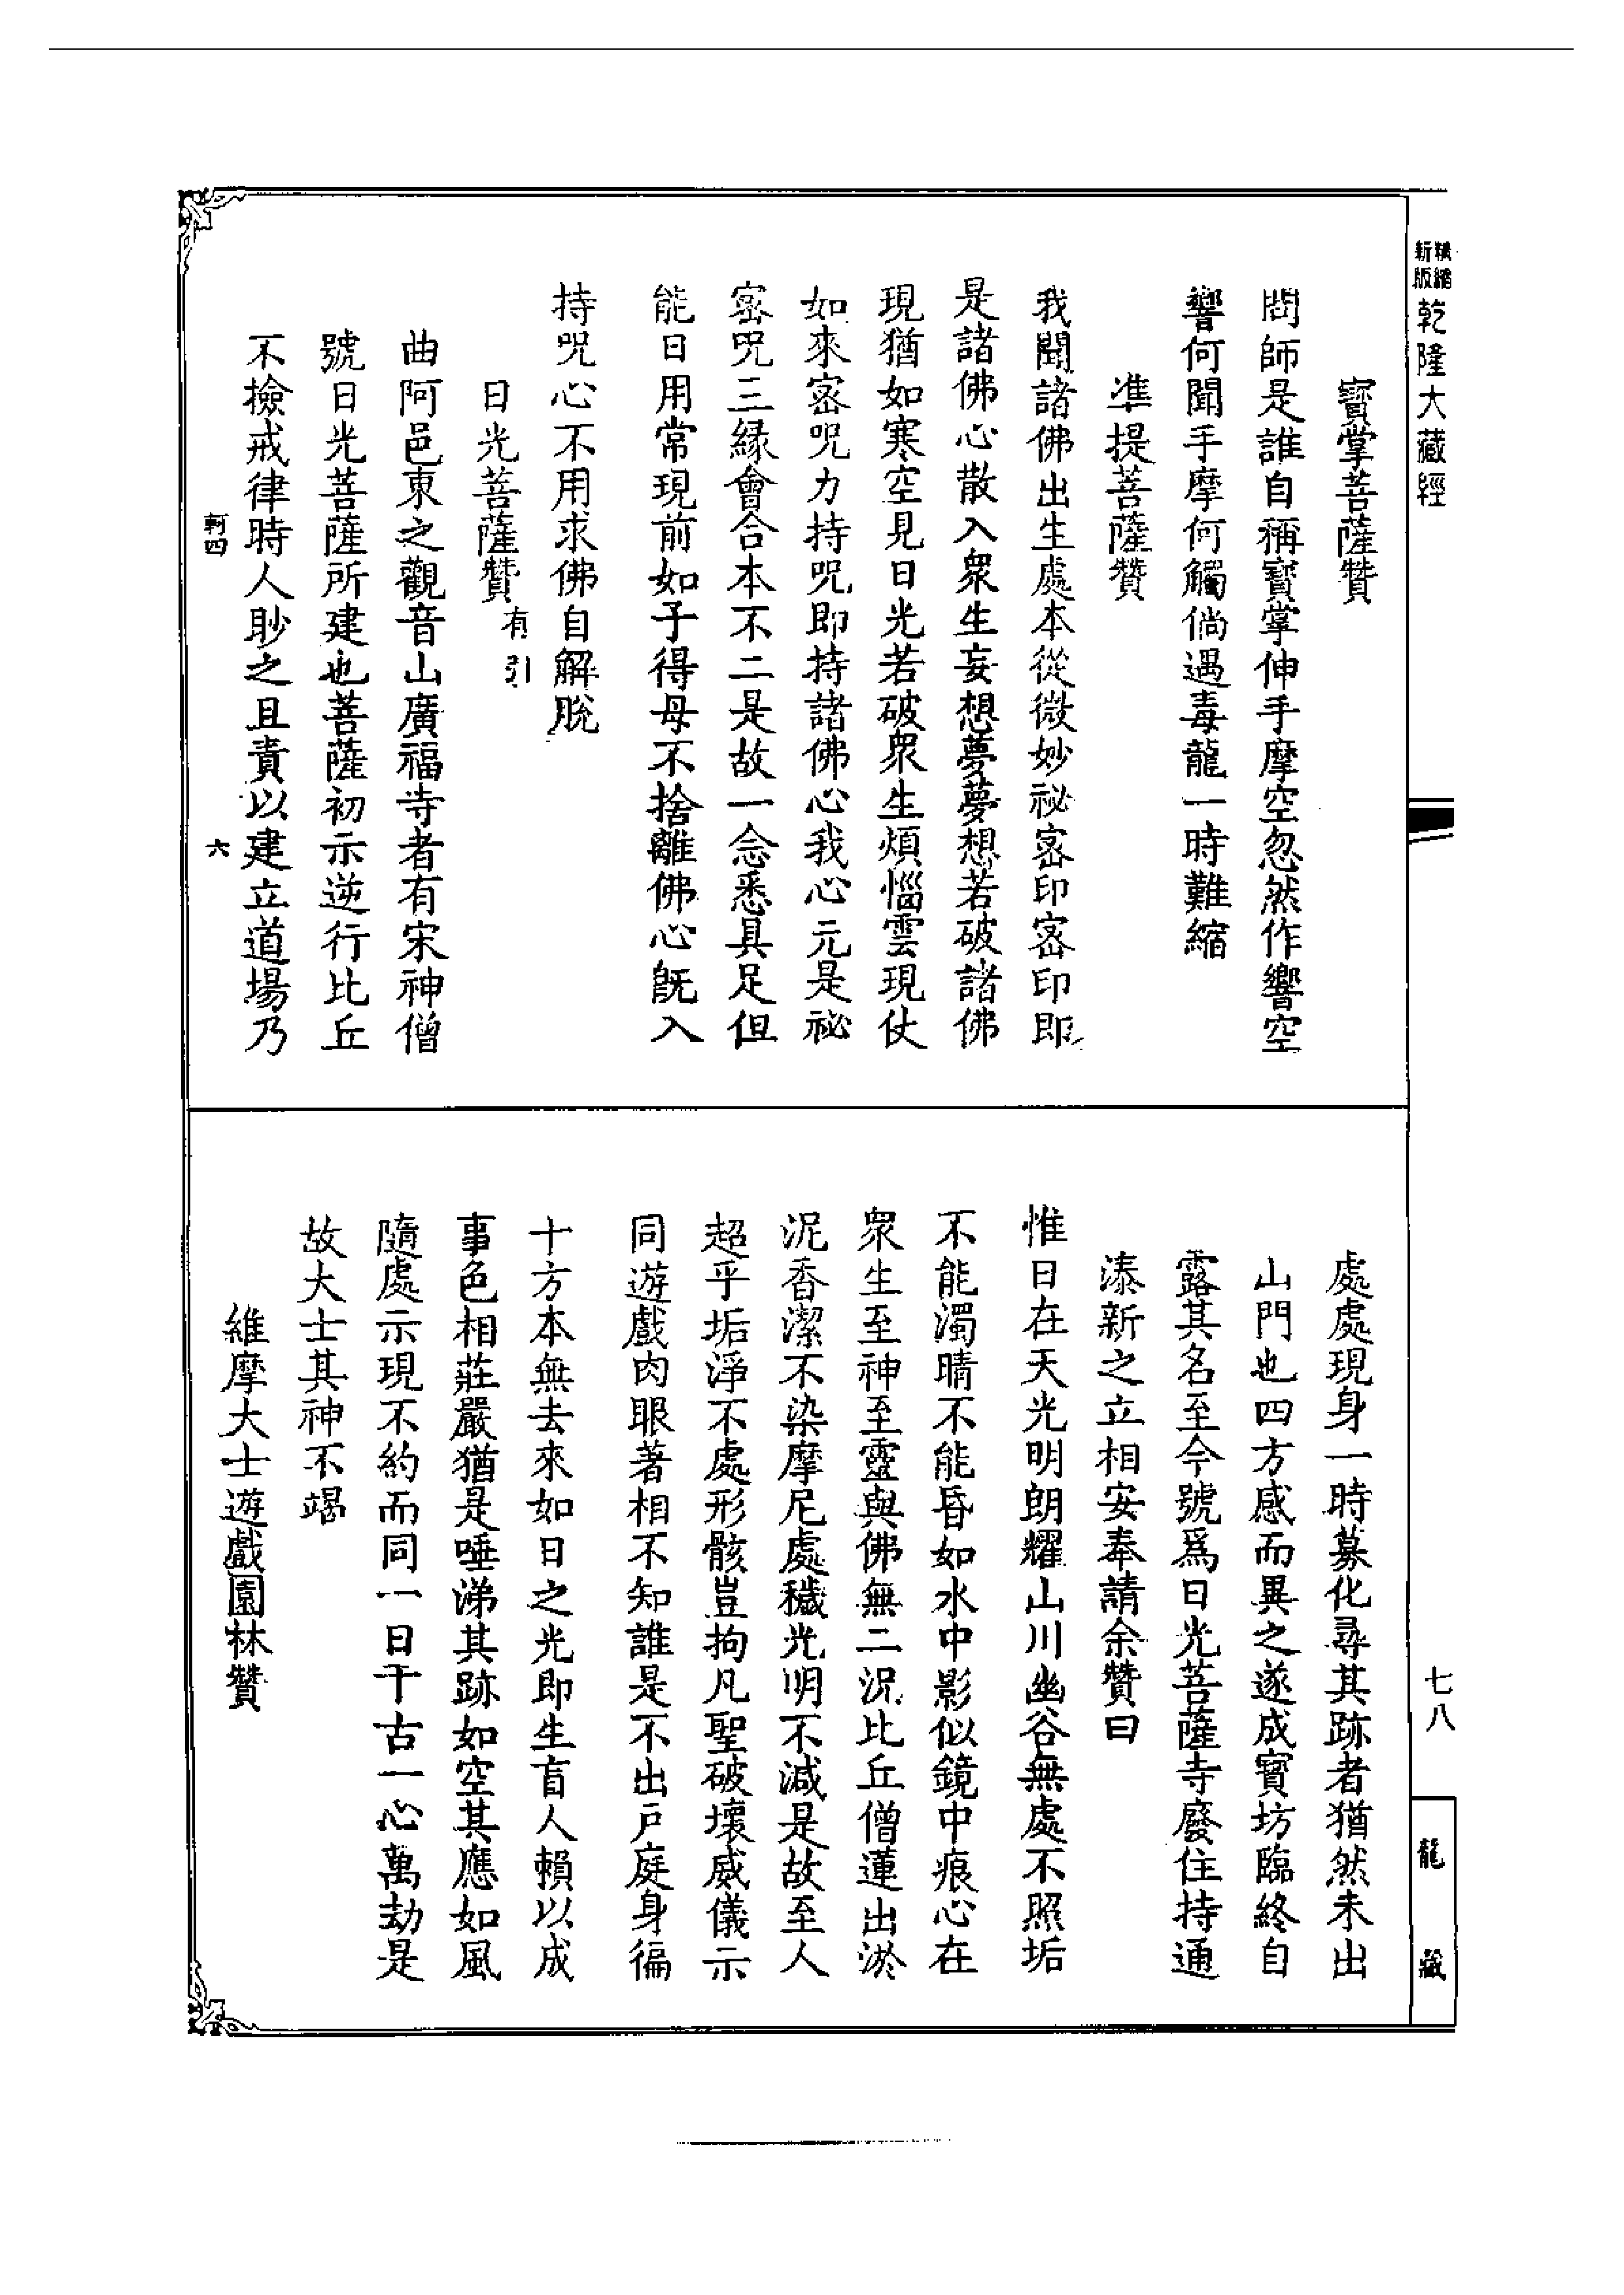 精縮新版乾隆大藏經
寶掌菩薩贊
問師是誰自稱寶掌伸手摩空忽然作響空
響何聞手摩何觸倘遇毒龍一時難縮
準提菩薩贊
我聞諸佛出生處本從微妙祕密印密印即
是諸佛心散入衆生妄想夢夢想若破諸佛
現猶如寒空見日光若破衆生煩惱雲現仗
如來密呪力持呪即持諸佛心我心元是祕
密呪三緣會合本不二是故一念悉具足但
能日用常現前如子得母不捨離佛心旣入
持呪心不用求佛自解脫
日光菩薩贊有引
曲阿邑東之觀音山廣福寺者有宋神僧
號日光菩薩所建也菩薩初示逆行比丘
不撿戒律時人眇之且責以建立道場乃
軻四
六
處處現身一時募化尋其跡者猶然未出
山門也四方感而異之遂成寶坊臨終自
露其名至今號爲日光菩薩寺廢住持通
溙新之立相安奉請余贊曰
惟日在天光明朗耀山川幽谷無處不照垢
不能濁晴不能昏如水中影似鏡中痕心在
衆生至神至靈與佛無二況比丘僧蓮出淤
泥香潔不染摩尼處穢光明不減是故至人
超乎垢淨不處形骸豈拘凡聖破壞威儀示
同遊戲肉眼著相不知誰是不出戶庭身徧
十方本無去來如日之光即生盲人賴以成
事色相莊嚴猶是唾涕其跡如空其應如風
隨處示現不約而同一日千古一心萬劫是
故大士其神不竭
維摩大士遊戲園林贊
七八
龍藏